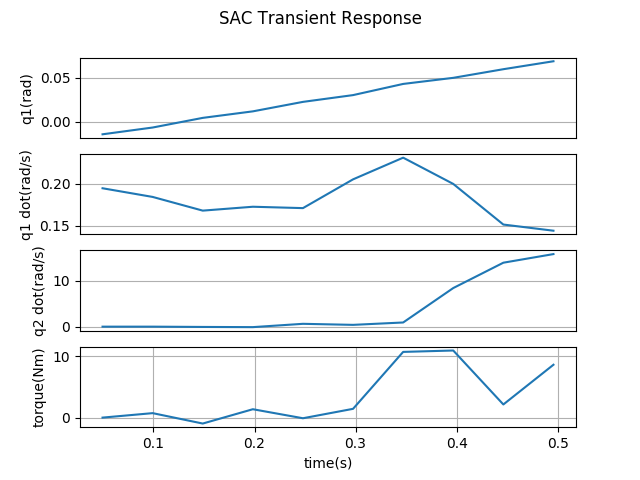 SAC Transient Response
q1(rad)
0.05
0.00
q1 dot(rad/s)
0.20
0.15
q2 dot(rad/s)
10
0
torque(Nm)
10
0
0.1 0.2 0.3 0.4 0.5
time(s)